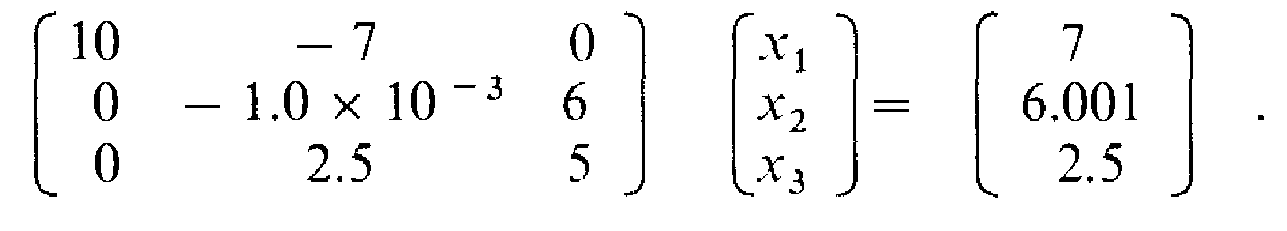 10 − 7 0 x₁ 7
0 − 1.0 × 10⁻³ 6 x₂ = 6.001 .
0 2.5 5 x₃ 2.5